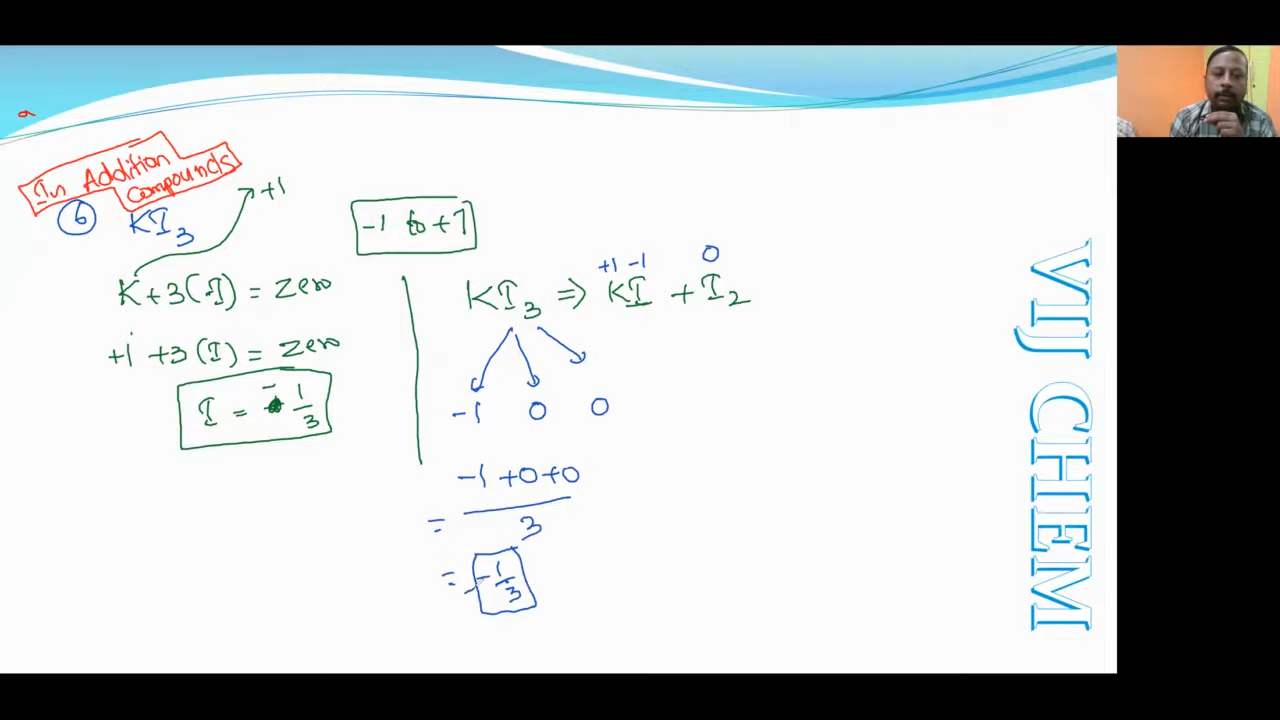 In Addition
Compounds
6 KI3
+1
-1 to +7
K+3(I) = Zero
+1 +3(I) = Zero
I = -1/3
+1 -1 0
KI3 ⇒ KI + I2
-1 0 0
= -1+0+0/3
= -1/3
VIJ CHEM